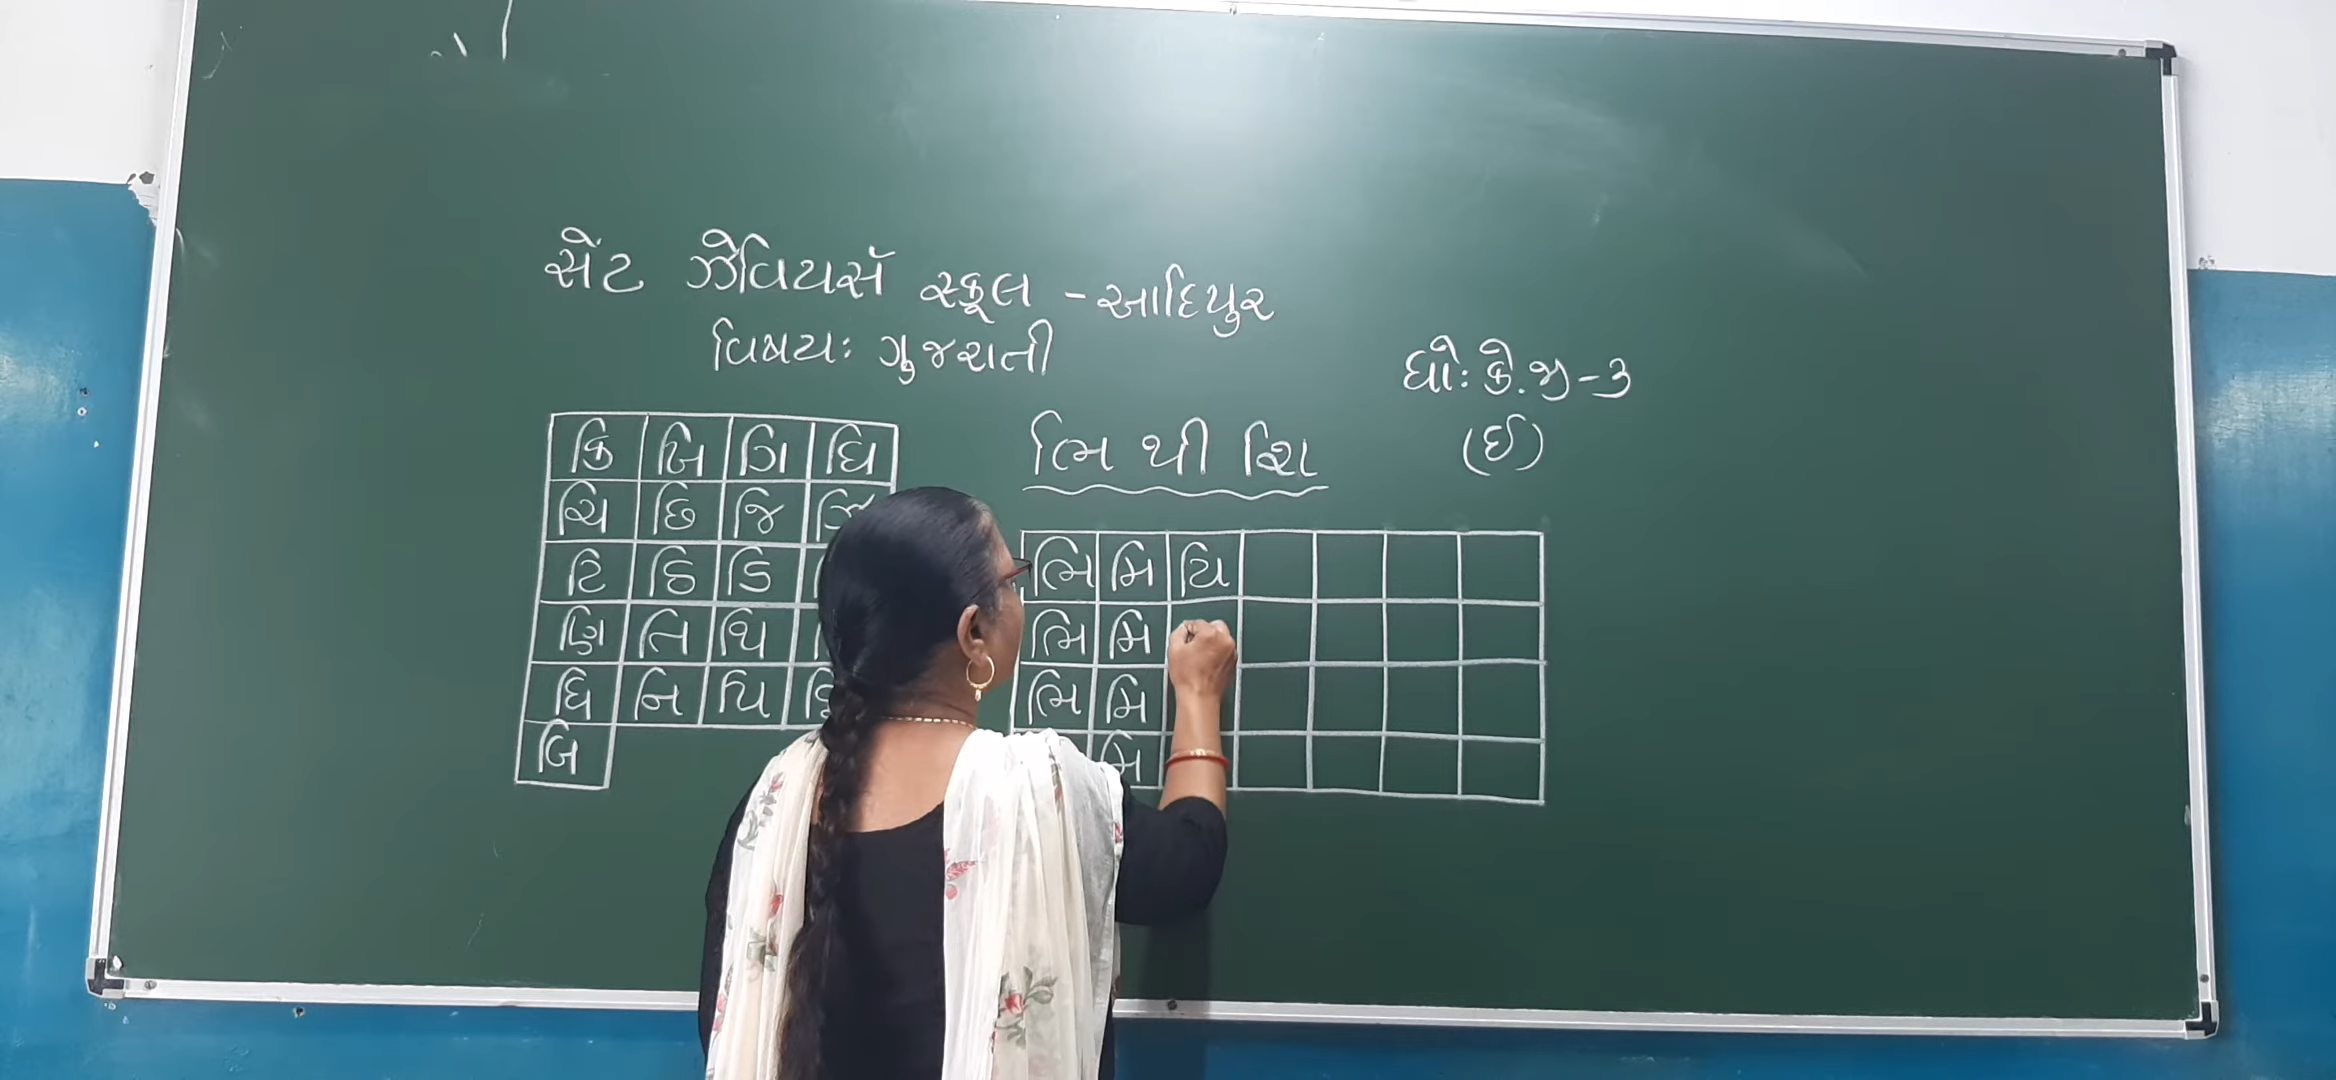 સેંટ ઝેવિયર્સ સ્કૂલ - આદિપુર
વિષય: ગુજરાતી
ધો: કે.જી-૩
(ઈ)
ભિ થી શિ
કિ ખિ ગિ ઘિ
ચિ છિ જિ
ટિ ઠિ ડિ
ણિ તિ થિ
ધિ નિ પિ
બિ
ભિ મિ યિ
ભિ મિ
ભિ મિ
મિ